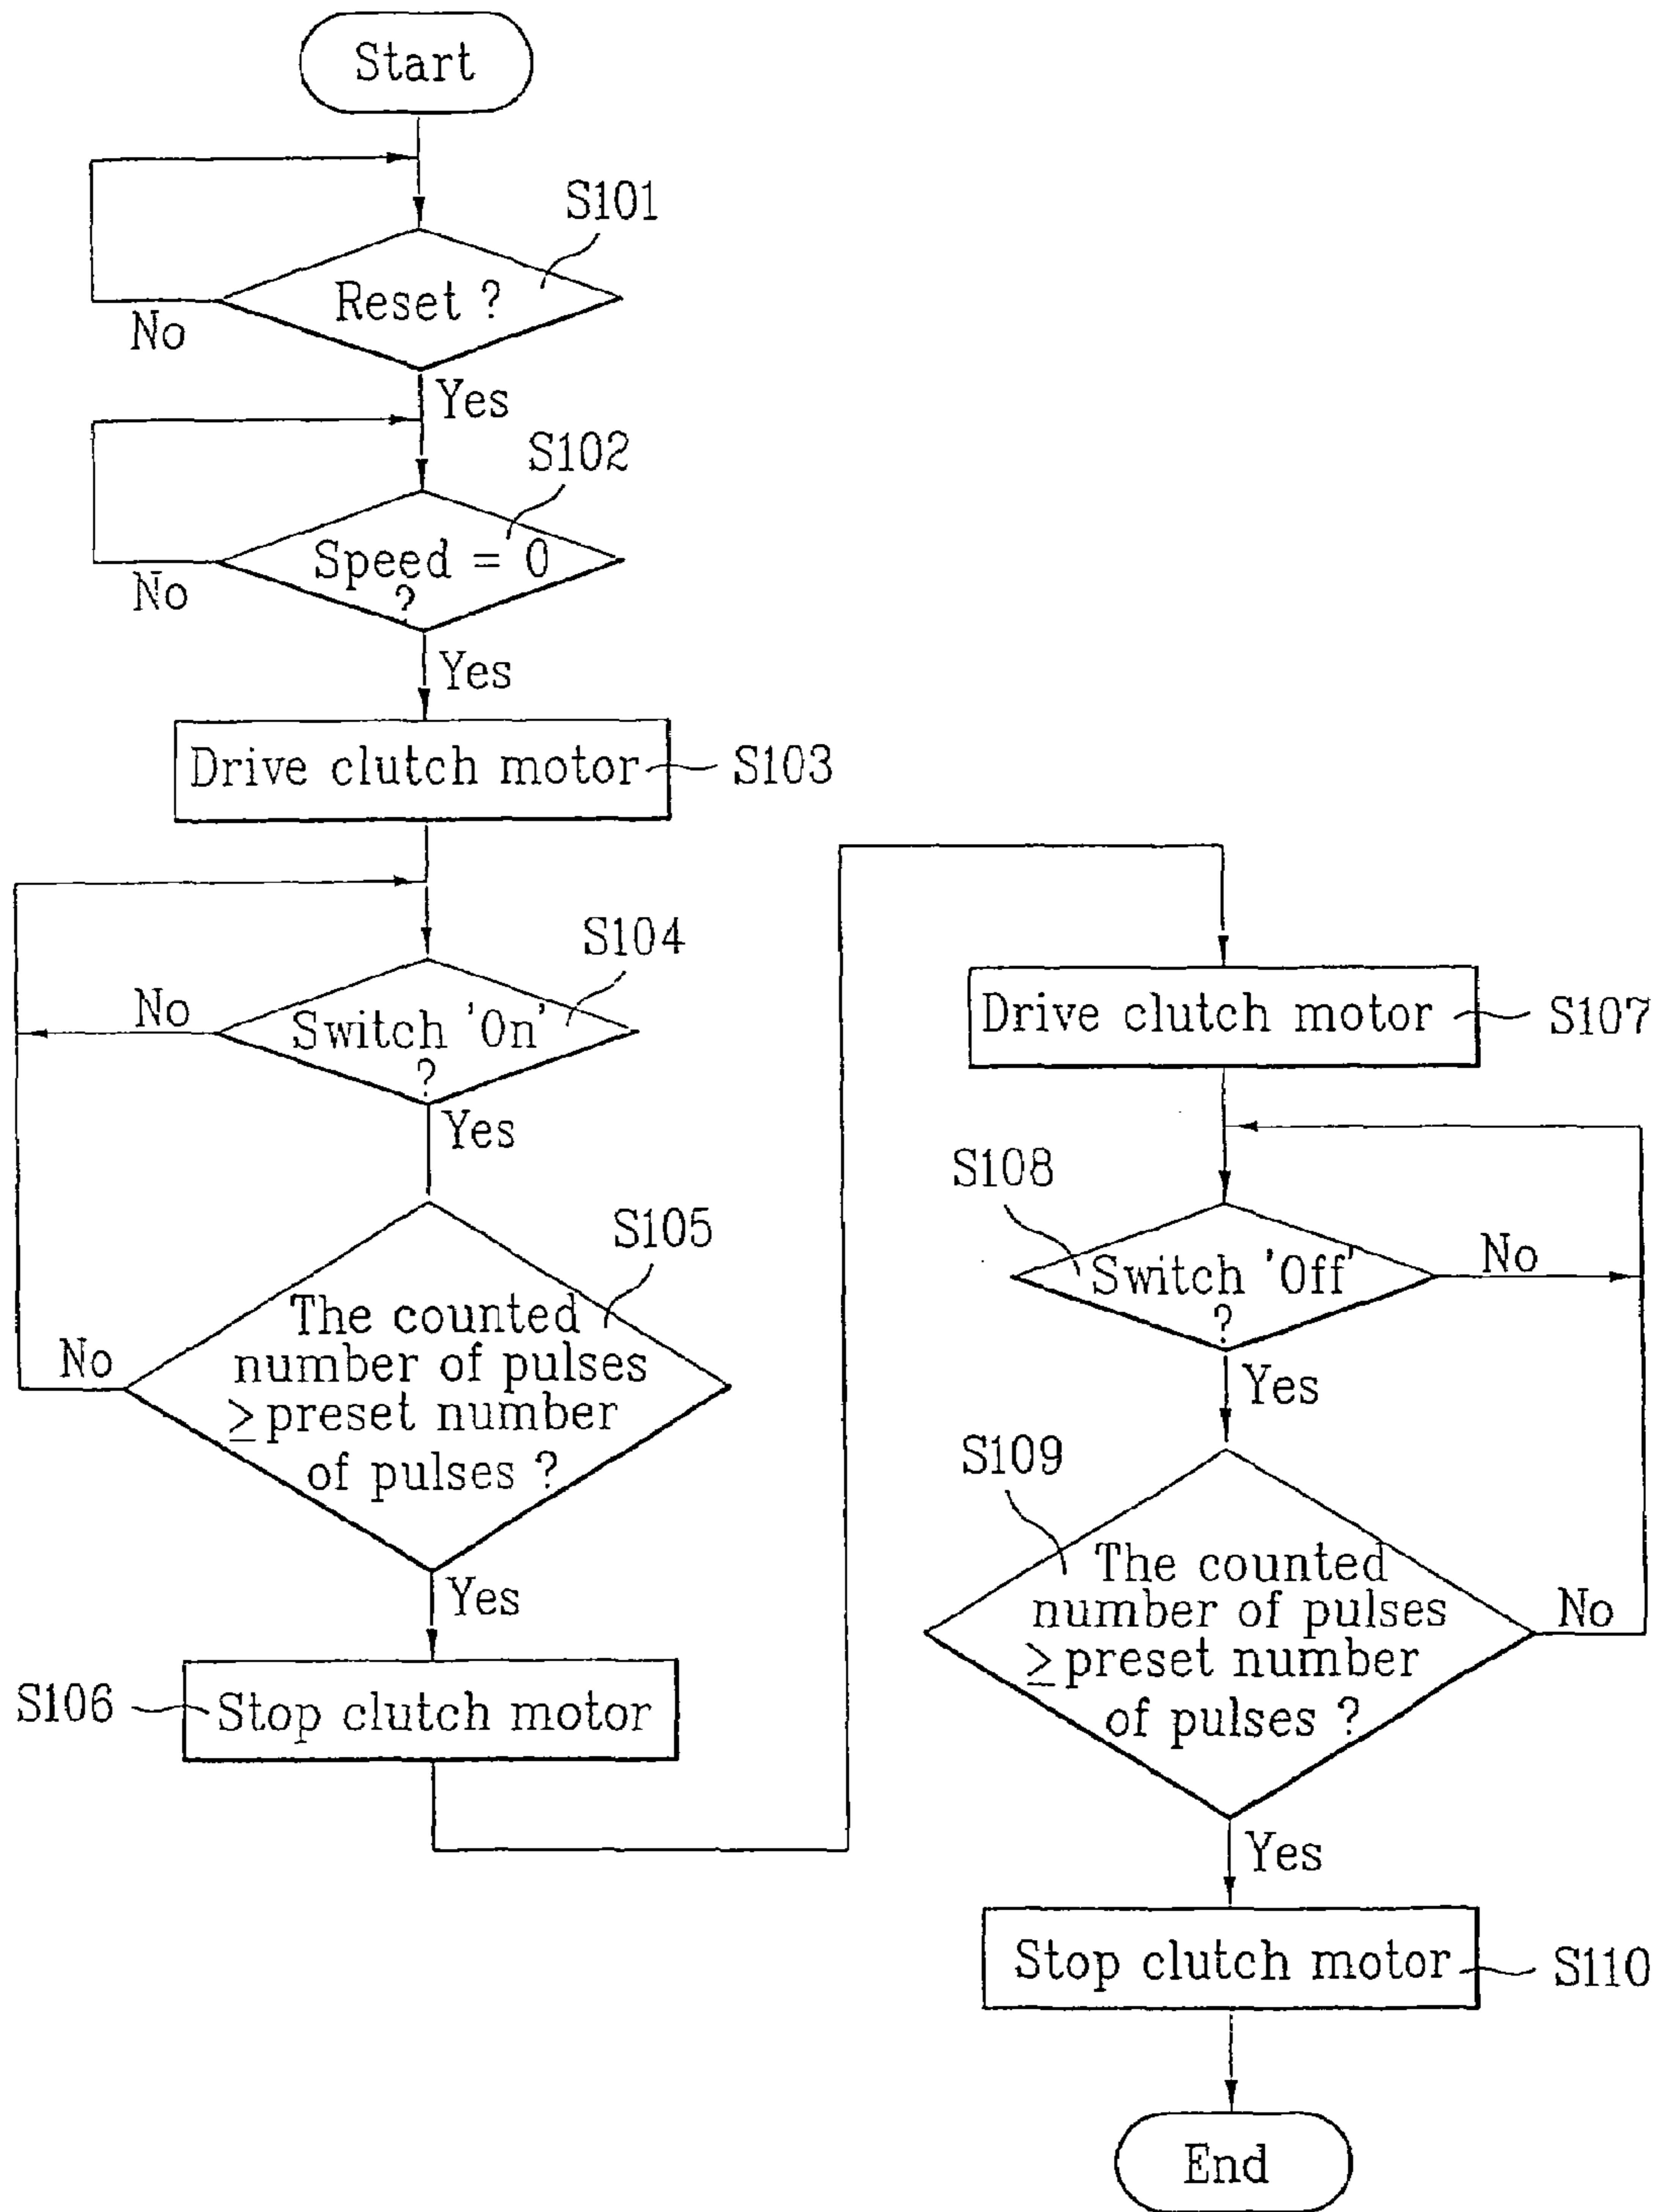 Start
S101
Reset ?
No
Yes
S102
Speed = 0
?
No
Yes
Drive clutch motor
S103
S104
No
Switch 'On'
?
Yes
S105
The counted
No
number of pulses
≥ preset number
of pulses ?
Yes
S106
Stop clutch motor
Drive clutch motor
S107
S108
Switch 'Off'
No
?
Yes
S109
The counted
number of pulses
No
≥ preset number
of pulses ?
Yes
Stop clutch motor
S110
End